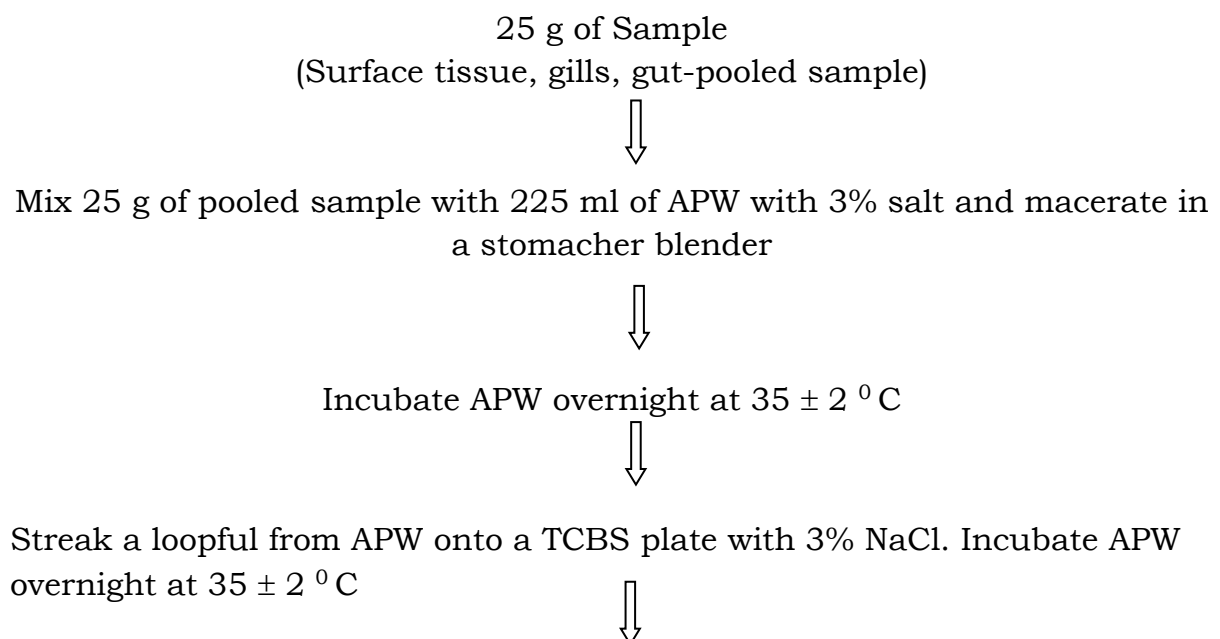 25 g of Sample
(Surface tissue, gills, gut-pooled sample)
Mix 25 g of pooled sample with 225 ml of APW with 3% salt and macerate in
a stomacher blender
Incubate APW overnight at 35 ± 2 ⁰ C
Streak a loopful from APW onto a TCBS plate with 3% NaCl. Incubate APW
overnight at 35 ± 2 ⁰ C